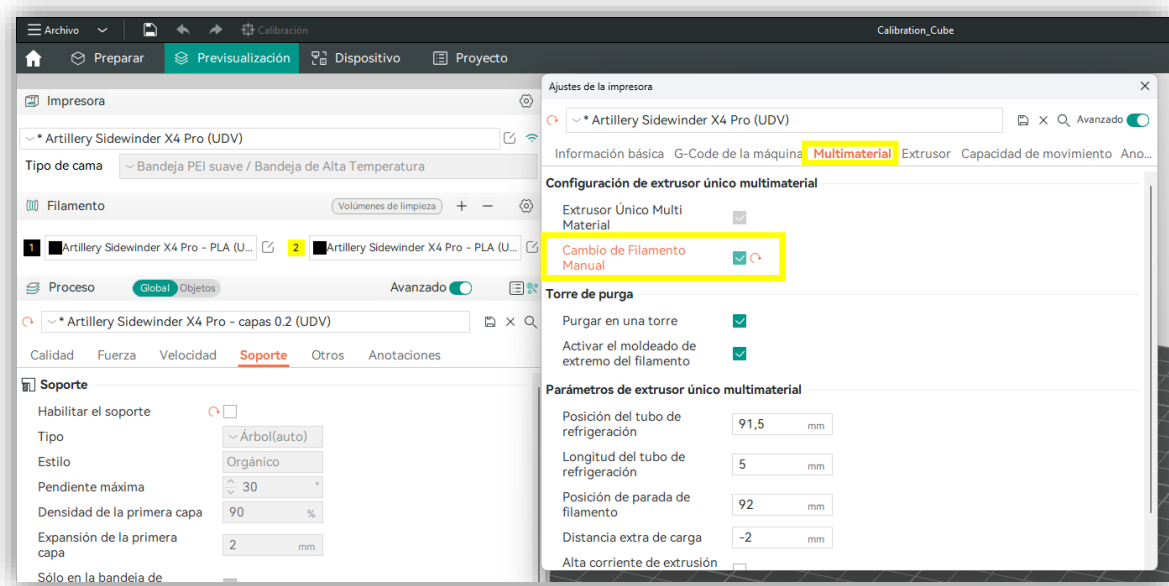 Archivo
Calibración
Calibration_Cube
Preparar
Previsualización
Dispositivo
Proyecto
Impresora
* Artillery Sidewinder X4 Pro (UDV)
Tipo de cama
Bandeja PEI suave / Bandeja de Alta Temperatura
Filamento
Volúmenes de limpieza
1 Artillery Sidewinder X4 Pro - PLA (U...
2 Artillery Sidewinder X4 Pro - PLA (U...
Proceso
Global Objetos
Avanzado
* Artillery Sidewinder X4 Pro - capas 0.2 (UDV)
Calidad Fuerza Velocidad Soporte Otros Anotaciones
Soporte
Habilitar el soporte
Tipo
Árbol(auto)
Estilo
Orgánico
Pendiente máxima
30 °
Densidad de la primera capa
90 %
Expansión de la primera
capa
2 mm
Sólo en la bandeja de
Ajustes de la impresora
* Artillery Sidewinder X4 Pro (UDV)
Avanzado
Información básica G-Code de la máquina Multimaterial Extrusor Capacidad de movimiento Ano...
Configuración de extrusor único multimaterial
Extrusor Único Multi
Material
Cambio de Filamento
Manual
Torre de purga
Purgar en una torre
Activar el moldeado de
extremo del filamento
Parámetros de extrusor único multimaterial
Posición del tubo de
refrigeración
91,5 mm
Longitud del tubo de
refrigeración
5 mm
Posición de parada de
filamento
92 mm
Distancia extra de carga
-2 mm
Alta corriente de extrusión